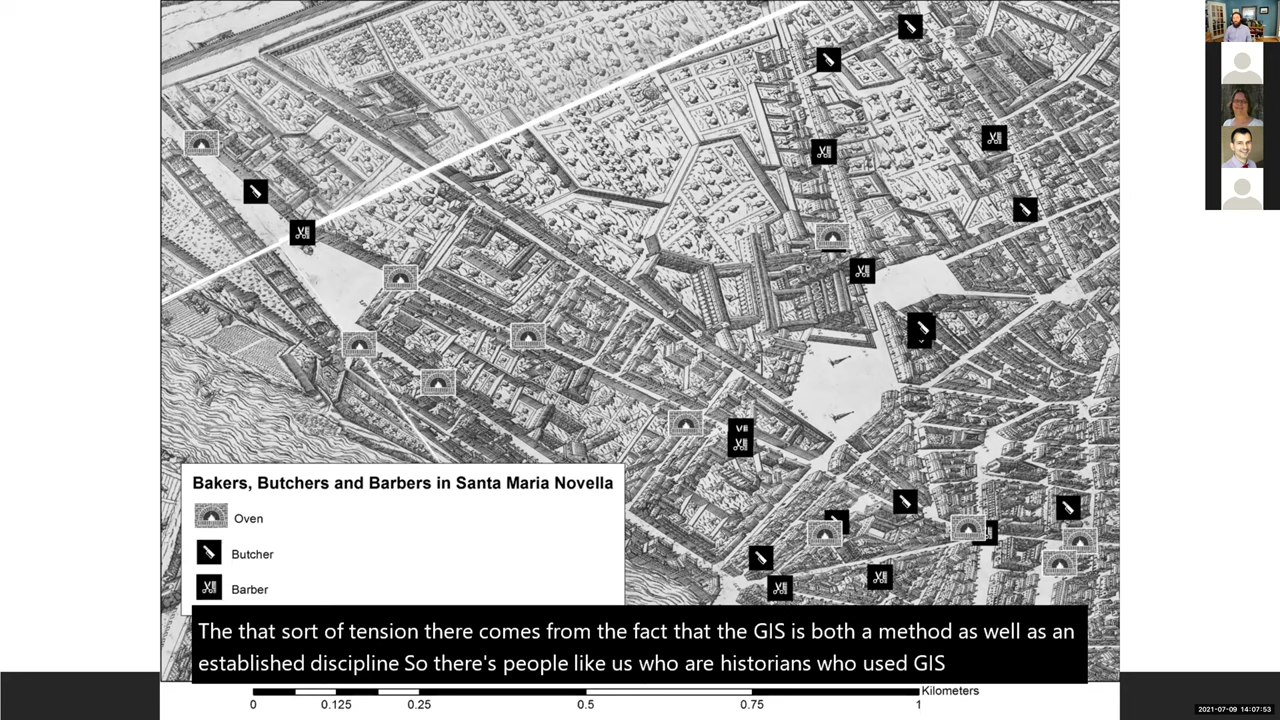 Bakers, Butchers and Barbers in Santa Maria Novella
Oven
Butcher
Barber
The that sort of tension there comes from the fact that the GIS is both a method as well as an
established discipline So there's people like us who are historians who used GIS
Kilometers
0 0.125 0.25 0.5 0.75 1
2021-07-09 14:07:53